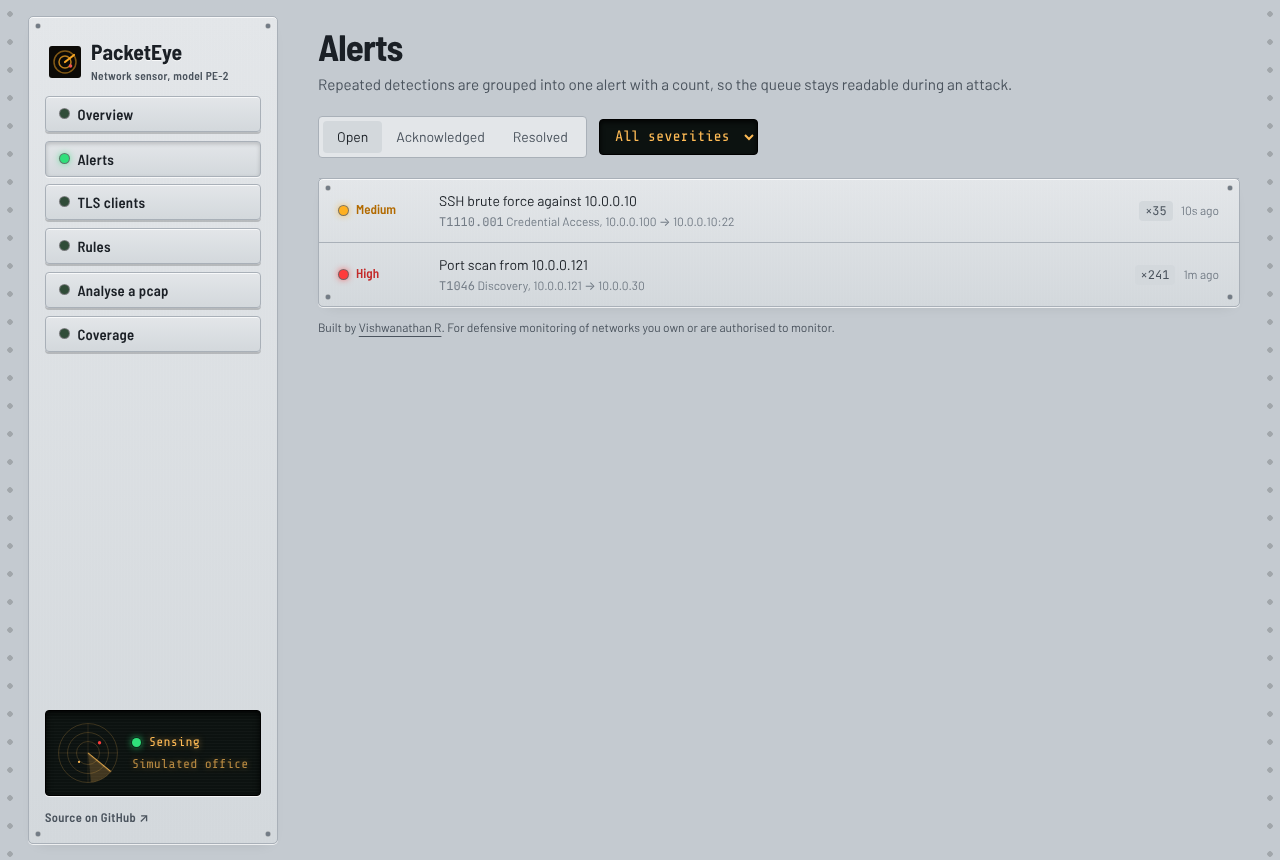 PacketEye
Network sensor, model PE-2
Overview
Alerts
TLS clients
Rules
Analyse a pcap
Coverage
Sensing
Simulated office
Source on GitHub ↗
Alerts
Repeated detections are grouped into one alert with a count, so the queue stays readable during an attack.
Open Acknowledged Resolved All severities
Medium
SSH brute force against 10.0.0.10
T1110.001 Credential Access, 10.0.0.100 → 10.0.0.10:22
×35 10s ago
High
Port scan from 10.0.0.121
T1046 Discovery, 10.0.0.121 → 10.0.0.30
×241 1m ago
Built by Vishwanathan R. For defensive monitoring of networks you own or are authorised to monitor.